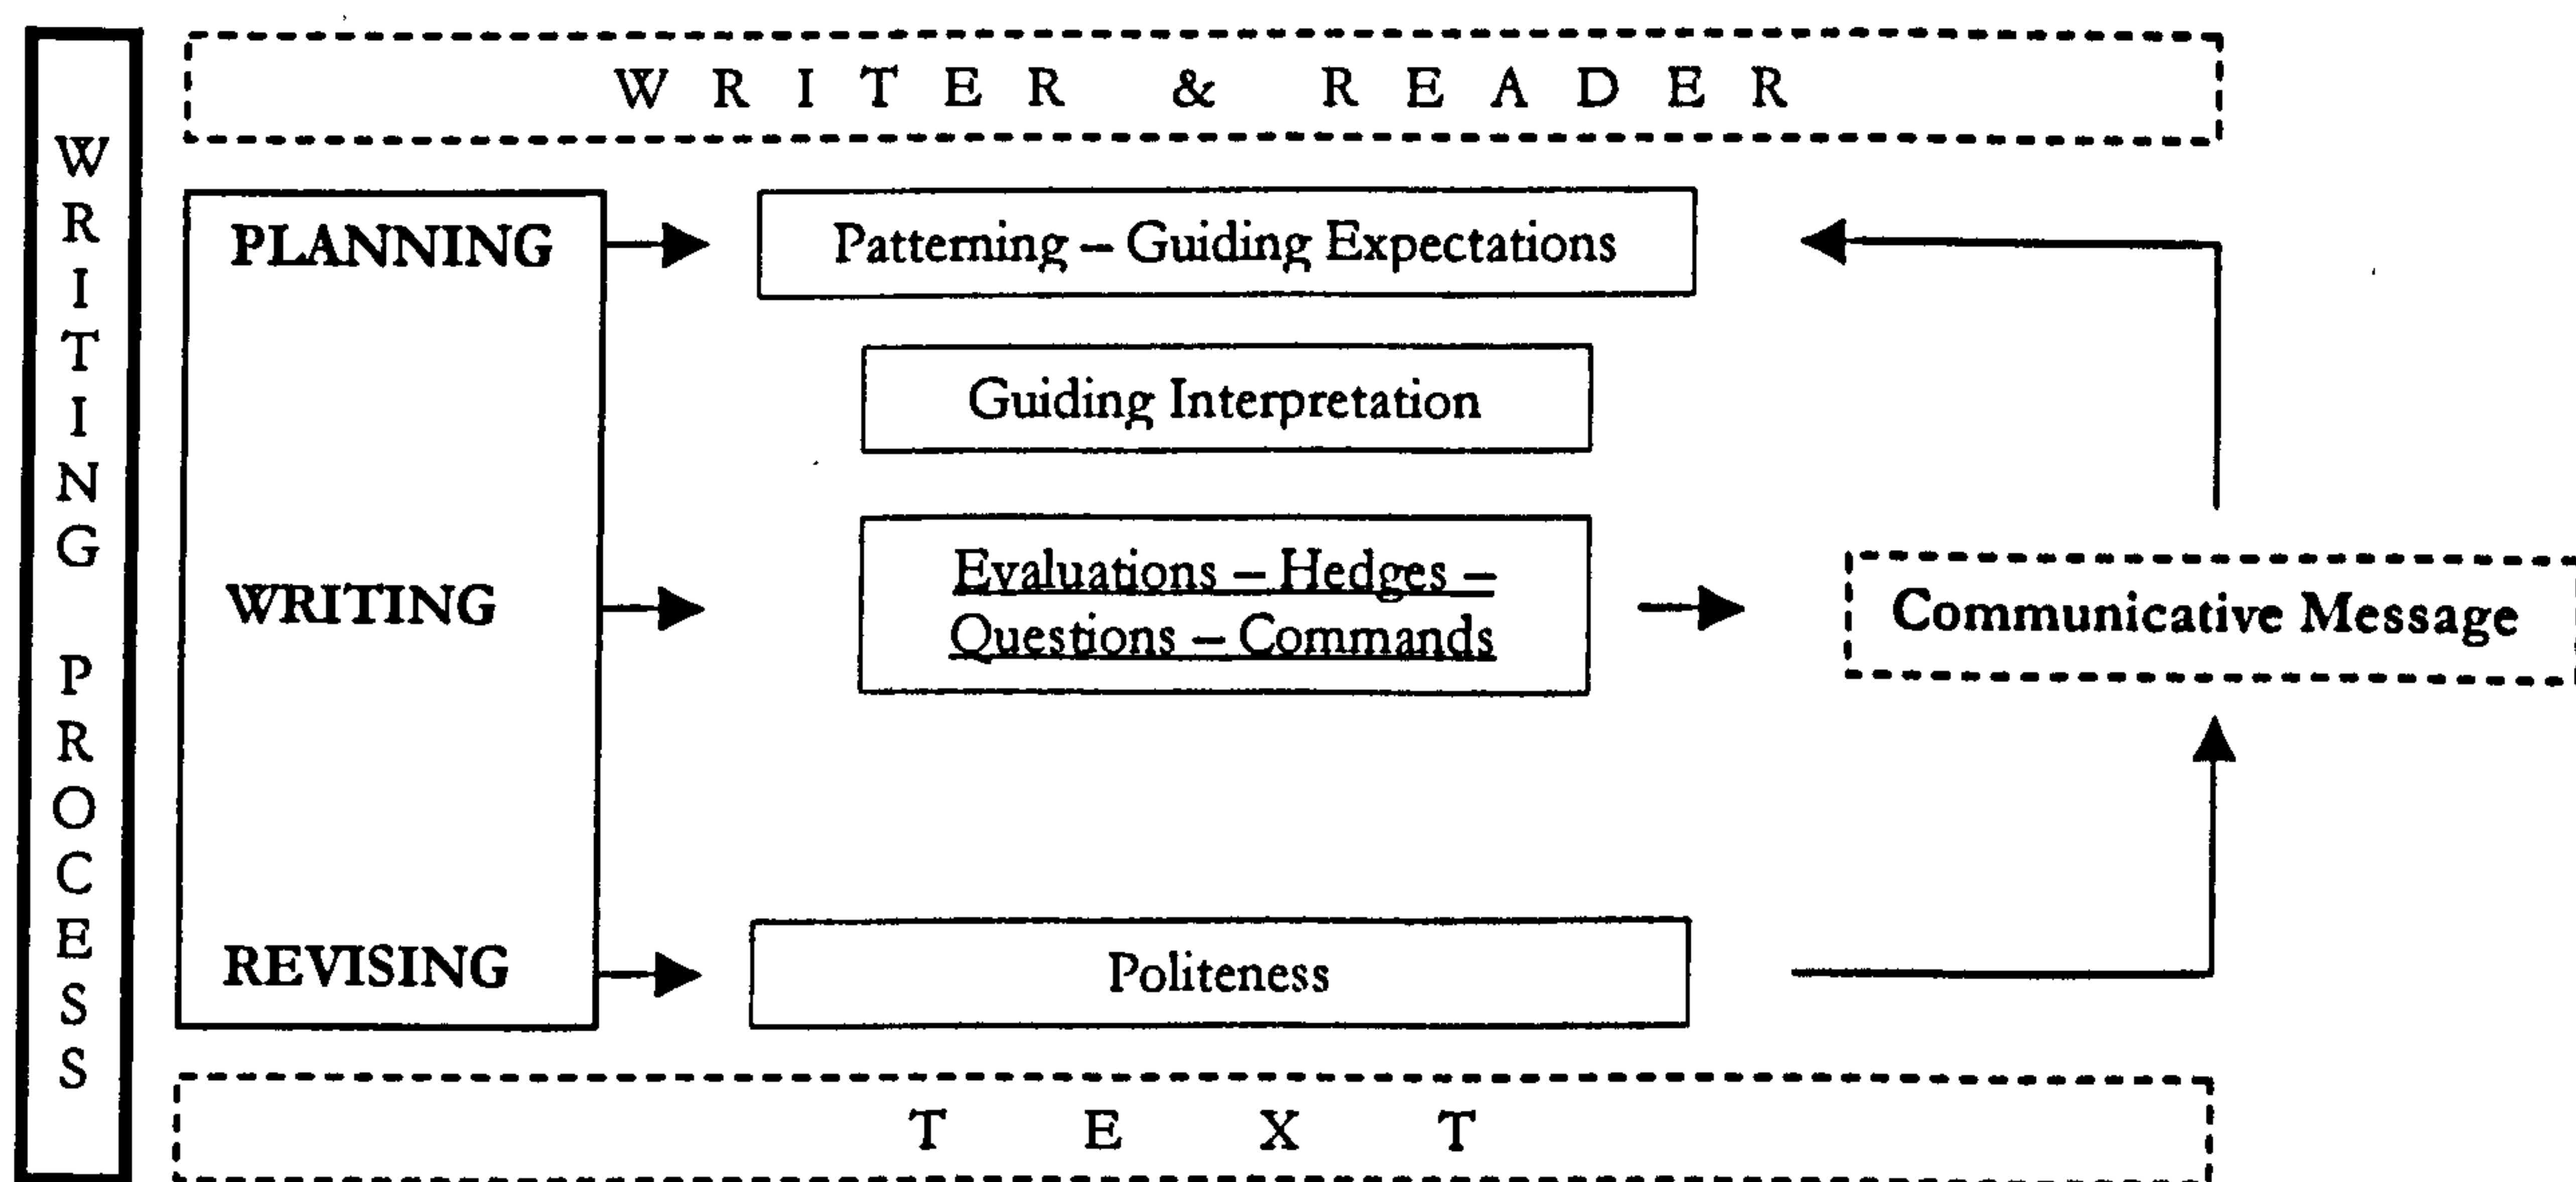 WRITING PROCESS
WRITER & READER
PLANNING
Patterning – Guiding Expectations
Guiding Interpretation
WRITING
Evaluations – Hedges –
Questions – Commands
Communicative Message
REVISING
Politeness
TEXT